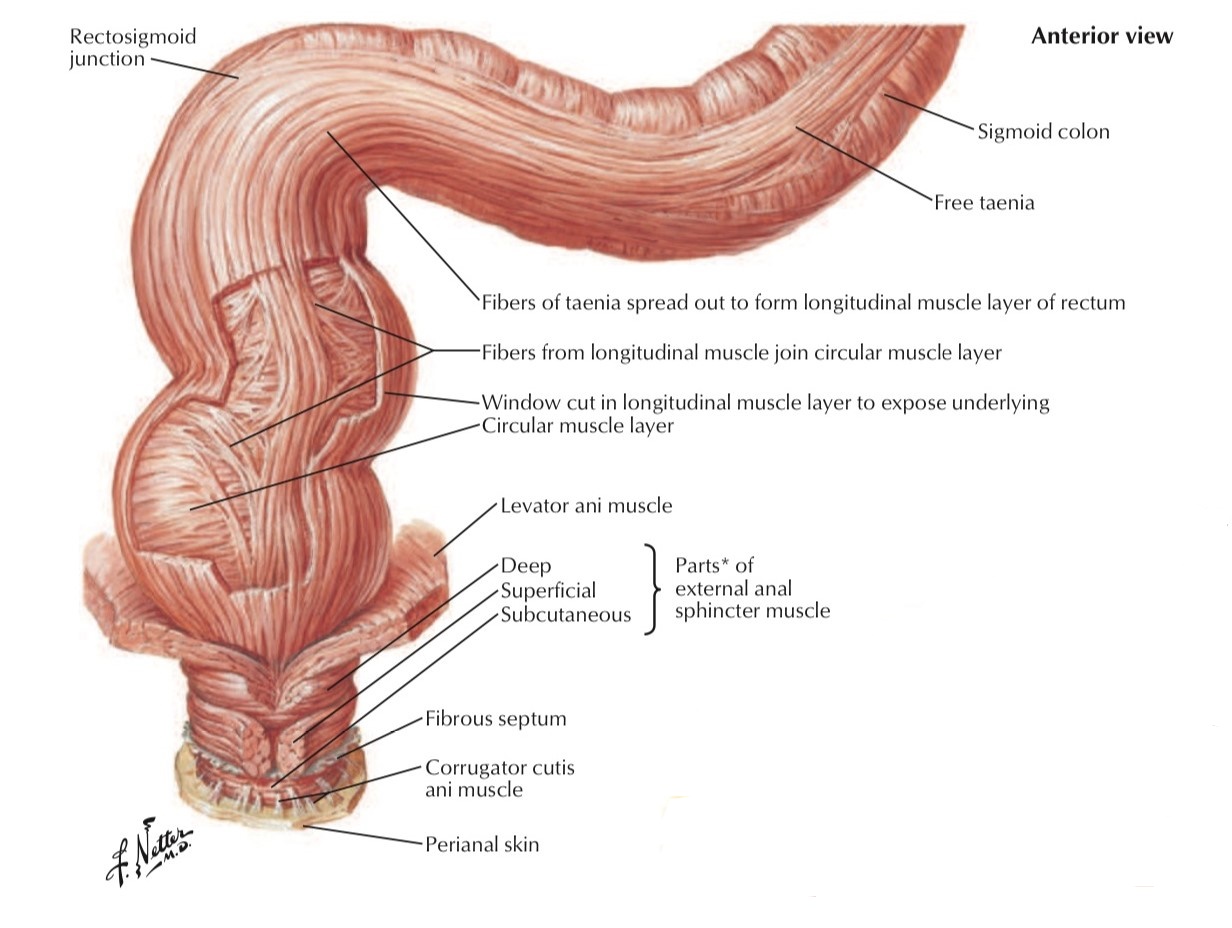 Rectosigmoid
junction
Anterior view
Sigmoid colon
Free taenia
Fibers of taenia spread out to form longitudinal muscle layer of rectum
Fibers from longitudinal muscle join circular muscle layer
Window cut in longitudinal muscle layer to expose underlying
Circular muscle layer
Levator ani muscle
Deep
Superficial
Subcutaneous
Parts* of
external anal
sphincter muscle
Fibrous septum
Corrugator cutis
ani muscle
Perianal skin
F. Netter
M.D.